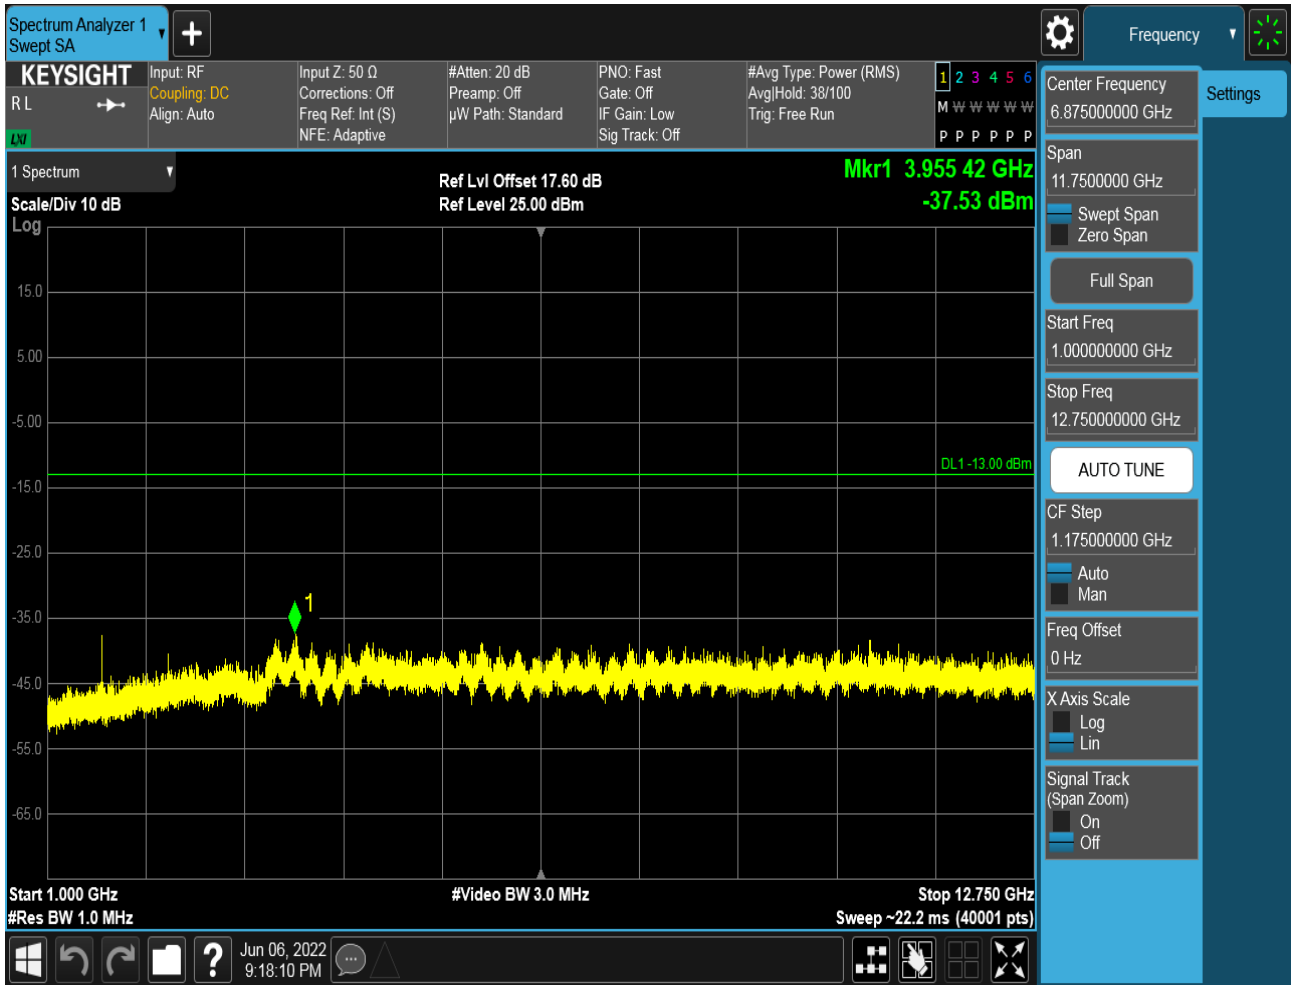 Spectrum Analyzer 1
Swept SA
Frequency
KEYSIGHT
R L
LXI
Input: RF
Coupling: DC
Align: Auto
Input Z: 50 Ω
Corrections: Off
Freq Ref: Int (S)
NFE: Adaptive
#Atten: 20 dB
Preamp: Off
µW Path: Standard
PNO: Fast
Gate: Off
IF Gain: Low
Sig Track: Off
#Avg Type: Power (RMS)
Avg|Hold: 38/100
Trig: Free Run
1 2 3 4 5 6
M W W W W W
P P P P P P
1 Spectrum
Scale/Div 10 dB
Log
Ref Lvl Offset 17.60 dB
Ref Level 25.00 dBm
Mkr1 3.955 42 GHz
-37.53 dBm
15.0
5.00
-5.00
DL1 -13.00 dBm
-15.0
-25.0
1
-35.0
-45.0
-55.0
-65.0
Start 1.000 GHz
#Video BW 3.0 MHz
Stop 12.750 GHz
#Res BW 1.0 MHz
Sweep ~22.2 ms (40001 pts)
?
Jun 06, 2022
9:18:10 PM
Center Frequency
6.875000000 GHz
Settings
Span
11.7500000 GHz
Swept Span
Zero Span
Full Span
Start Freq
1.000000000 GHz
Stop Freq
12.750000000 GHz
AUTO TUNE
CF Step
1.175000000 GHz
Auto
Man
Freq Offset
0 Hz
X Axis Scale
Log
Lin
Signal Track
(Span Zoom)
On
Off